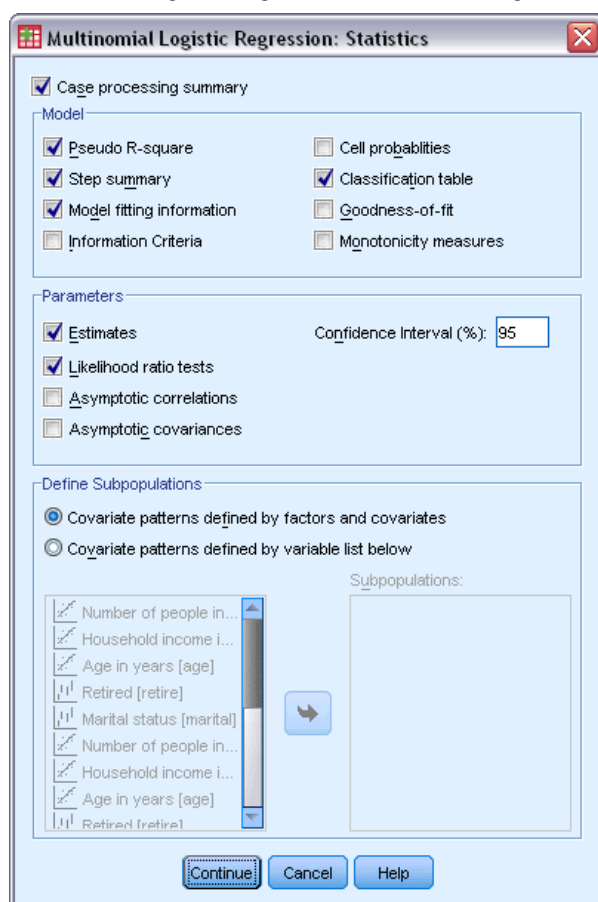 Multinomial Logistic Regression: Statistics
Case processing summary
Model
Pseudo R-square
Cell probablities
Step summary
Classification table
Model fitting information
Goodness-of-fit
Information Criteria
Monotonicity measures
Parameters
Estimates
Confidence Interval (%): 95
Likelihood ratio tests
Asymptotic correlations
Asymptotic covariances
Define Subpopulations
Covariate patterns defined by factors and covariates
Covariate patterns defined by variable list below
Subpopulations:
Number of people in...
Household income i...
Age in years [age]
Retired [retire]
Marital status [marital]
Number of people in...
Household income i...
Age in years [age]
Retired [retire]
Continue Cancel Help